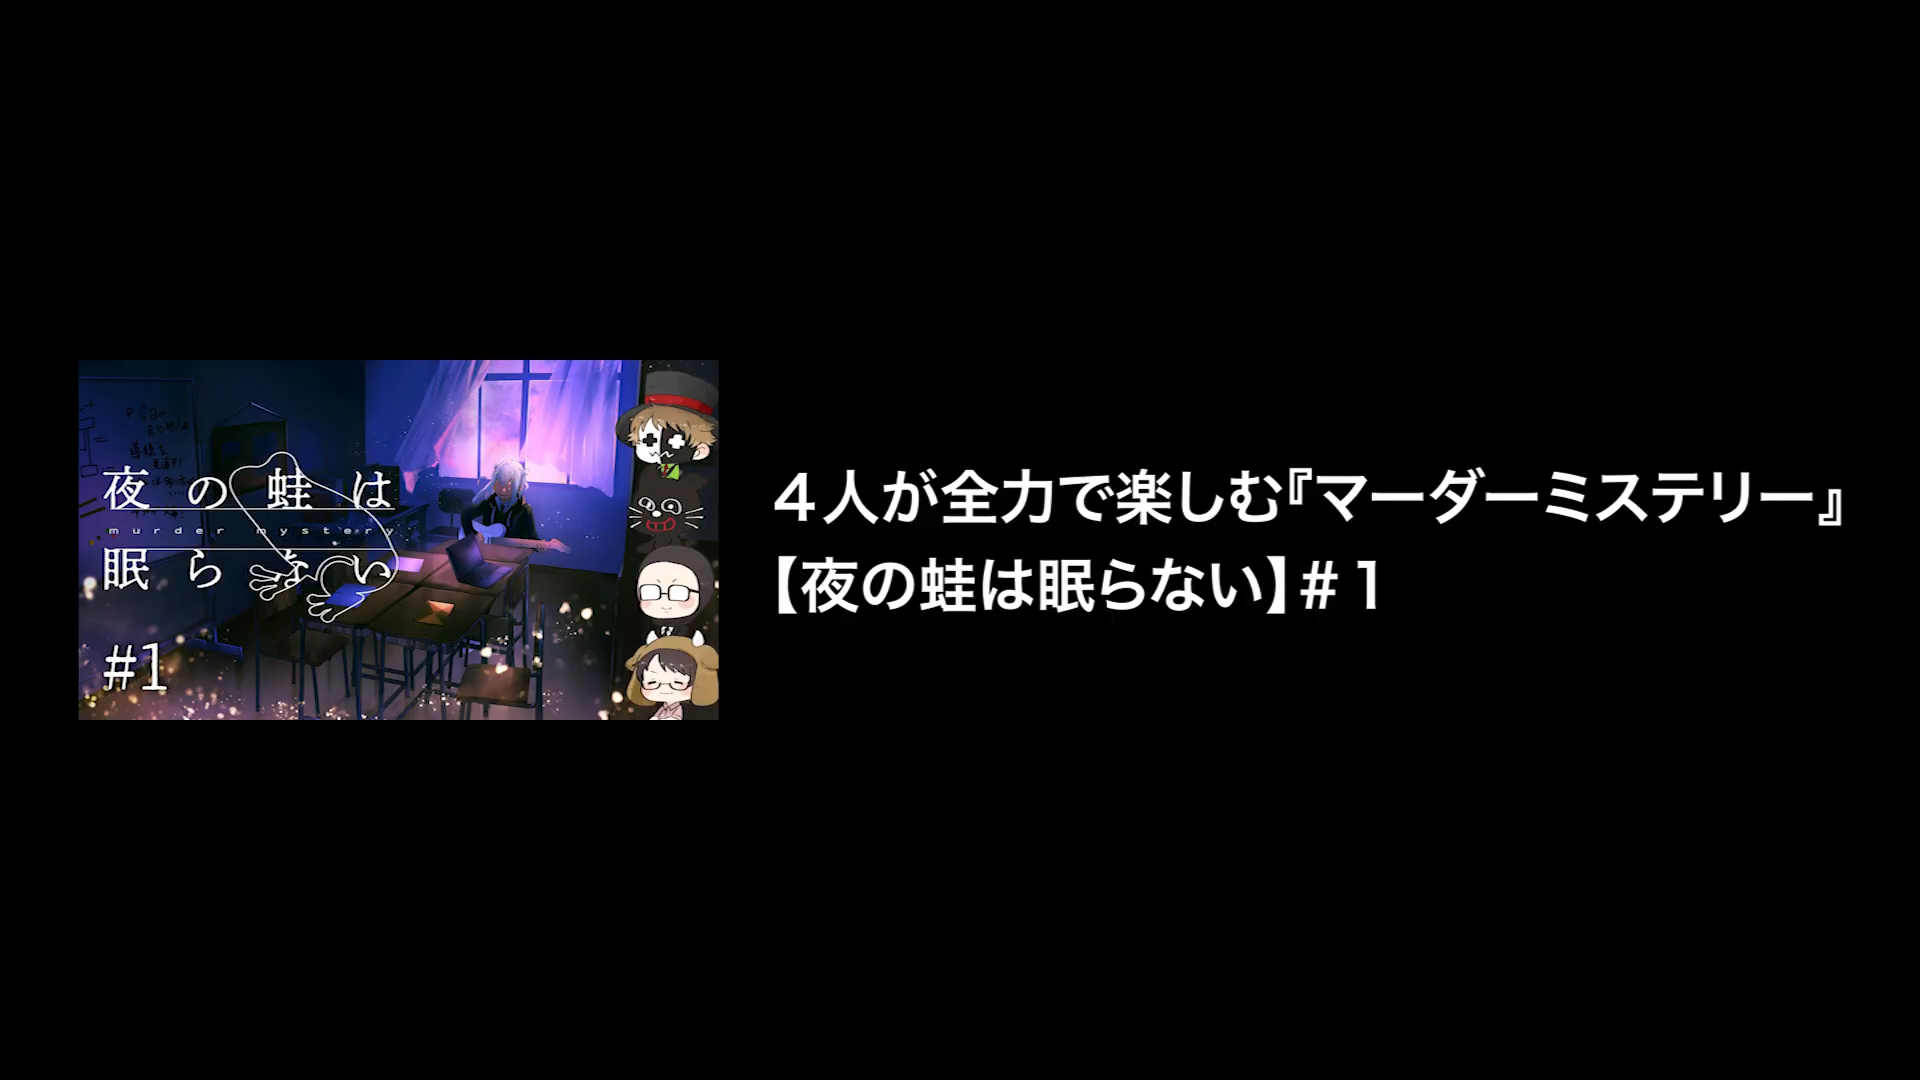 夜の蛙は
murder mystery
眠らない
#1
４人が全力で楽しむ『マーダーミステリー』
【夜の蛙は眠らない】＃１